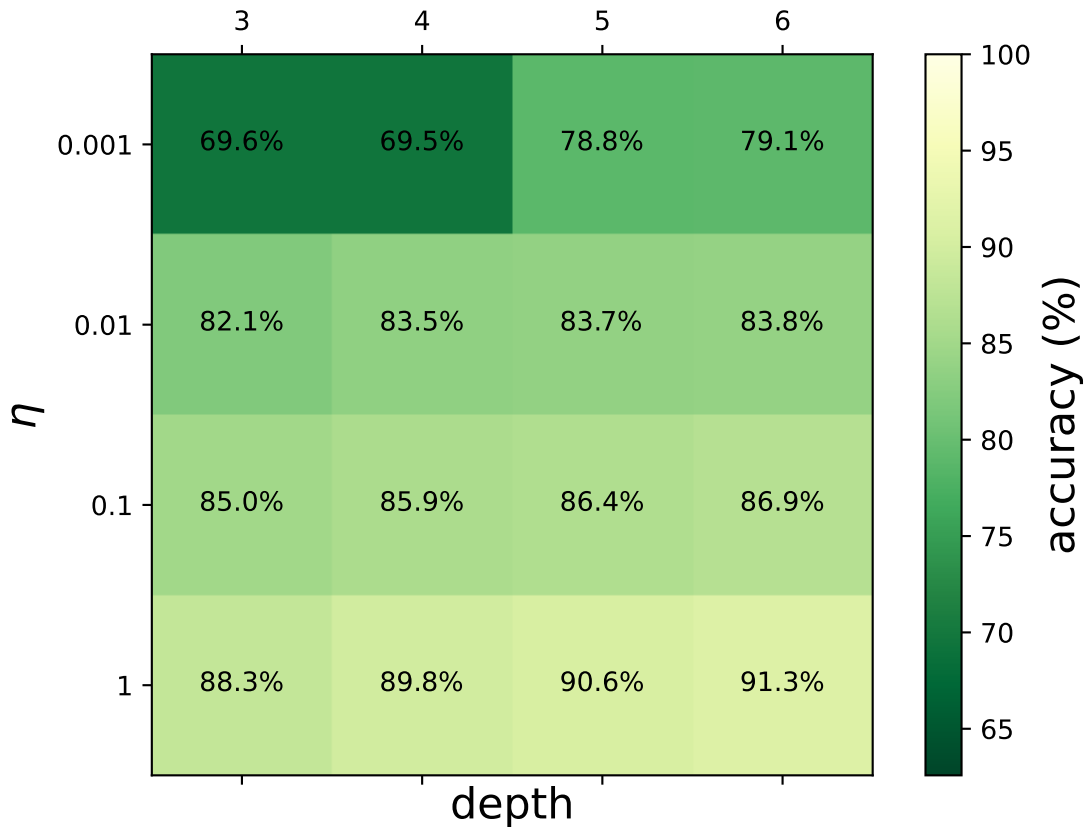 3 4 5 6
0.001 69.6% 69.5% 78.8% 79.1%
0.01 82.1% 83.5% 83.7% 83.8%
0.1 85.0% 85.9% 86.4% 86.9%
1 88.3% 89.8% 90.6% 91.3%
η
depth
100
95
90
85
80
75
70
65
accuracy (%)